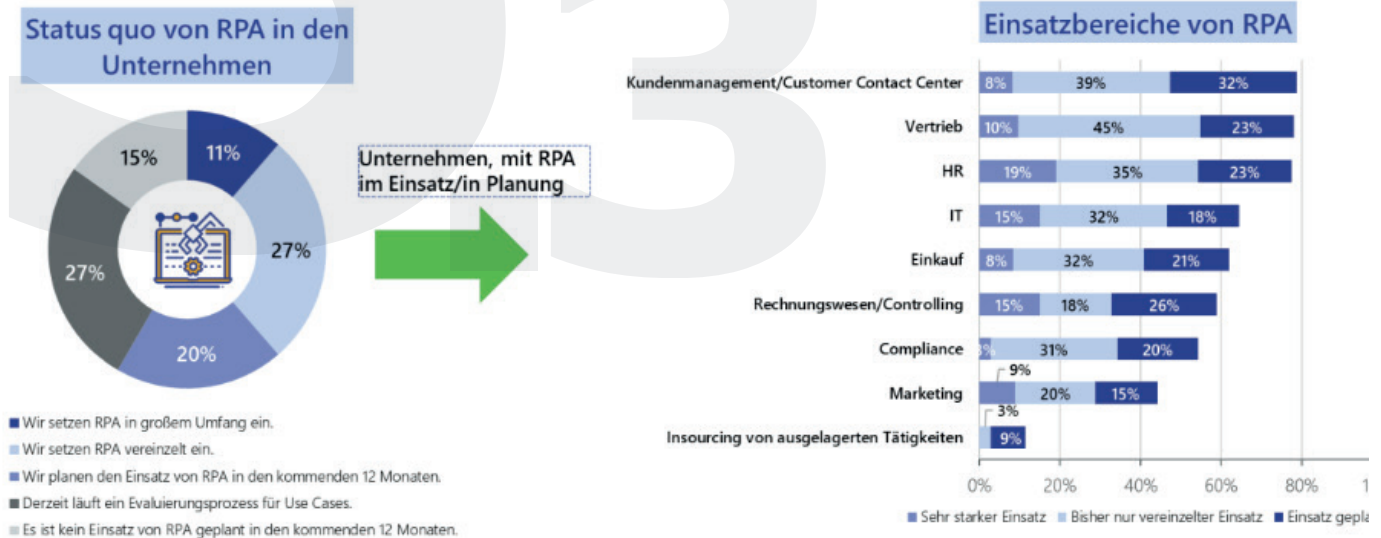 Status quo von RPA in den
Unternehmen
11%
27%
20%
27%
15%
Wir setzen RPA in großem Umfang ein.
Wir setzen RPA vereinzelt ein.
Wir planen den Einsatz von RPA in den kommenden 12 Monaten.
Derzeit läuft ein Evaluierungsprozess für Use Cases.
Es ist kein Einsatz von RPA geplant in den kommenden 12 Monaten.
Unternehmen, mit RPA
im Einsatz/in Planung
Einsatzbereiche von RPA
Kundenmanagement/Customer Contact Center 8% 39% 32%
Vertrieb 10% 45% 23%
HR 19% 35% 23%
IT 15% 32% 18%
Einkauf 8% 32% 21%
Rechnungswesen/Controlling 15% 18% 26%
Compliance 3% 31% 20%
Marketing 9% 20% 15%
Insourcing von ausgelagerten Tätigkeiten 3% 9%
0% 20% 40% 60% 80% 1
Sehr starker Einsatz Bisher nur vereinzelter Einsatz Einsatz gepla
3